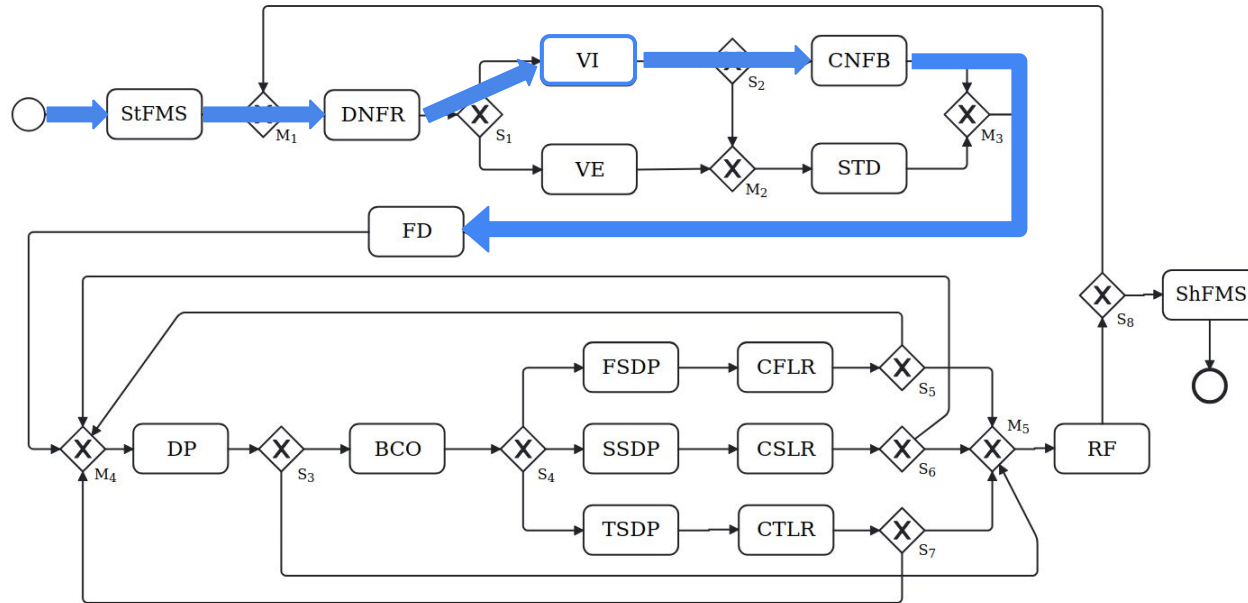 StFMS
M1
DNFR
S1
VI
S2
CNFB
VE
M2
STD
M3
FD
S8
ShFMS
FSDP
CFLR
S5
M4
DP
S3
BCO
S4
SSDP
CSLR
S6
M5
RF
TSDP
CTLR
S7